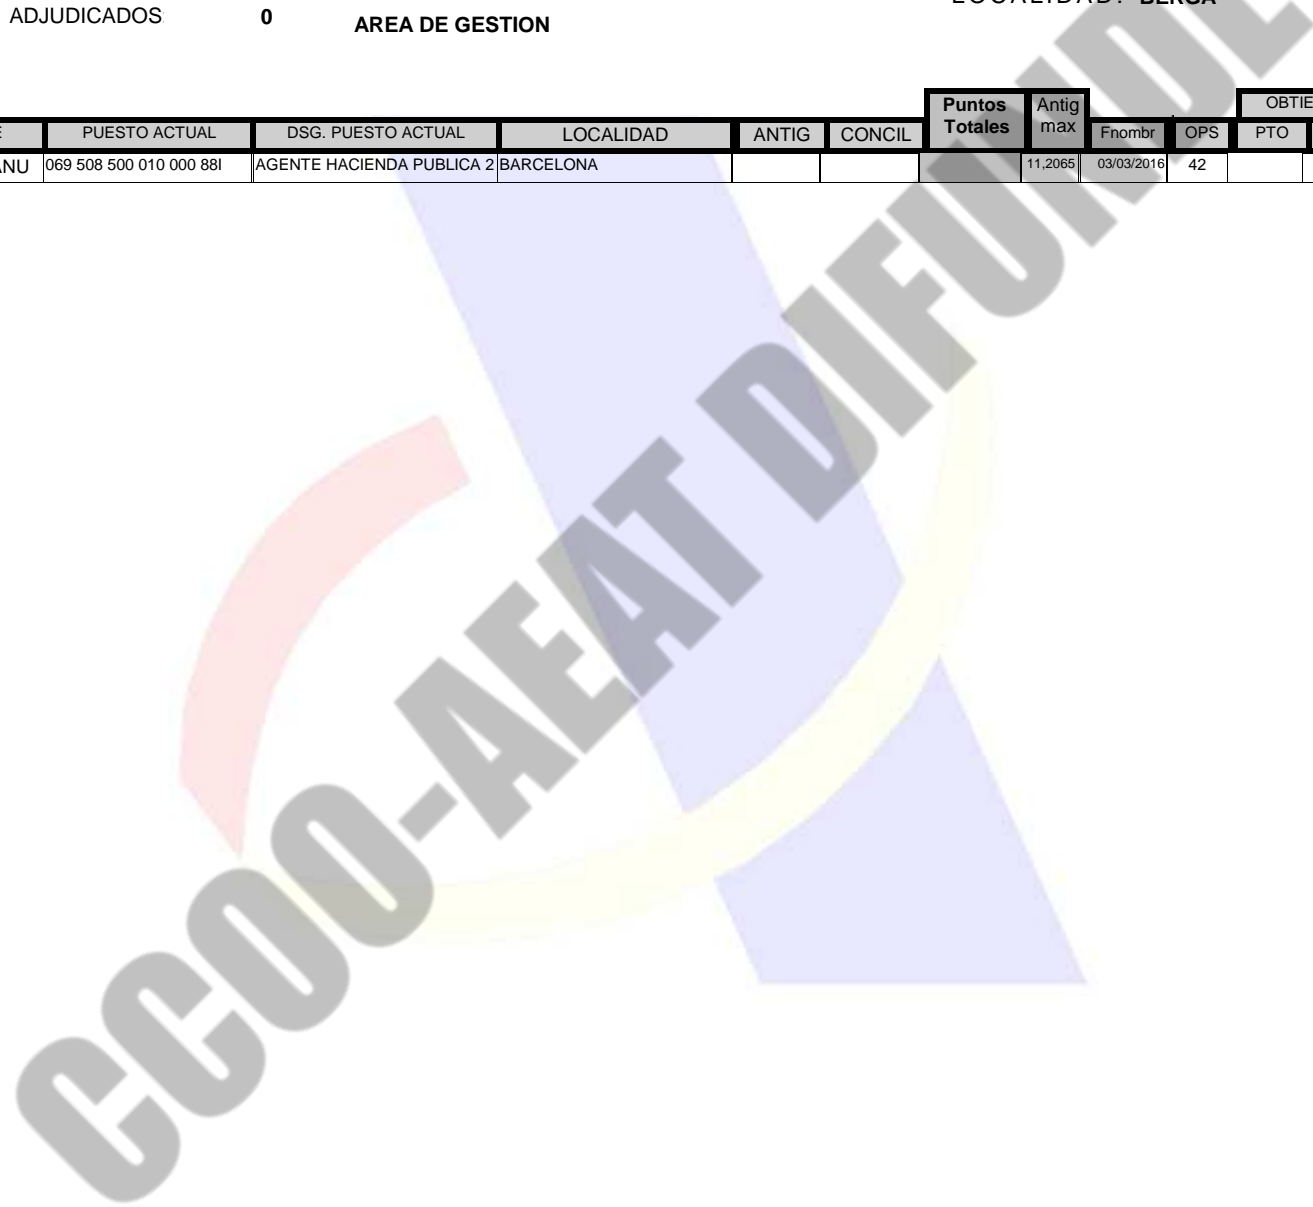 LOCALIDAD: BERGA
ADJUDICADOS: 0 AREA DE GESTION
Puntos Totales Antig max OBTIE
PUESTO ACTUAL DSG. PUESTO ACTUAL LOCALIDAD ANTIG CONCIL Fnombr OPS PTO
ANU 069 508 500 010 000 88I AGENTE HACIENDA PUBLICA 2 BARCELONA 11,2065 03/03/2016 42
CCOO-AEAT DIFUNDE